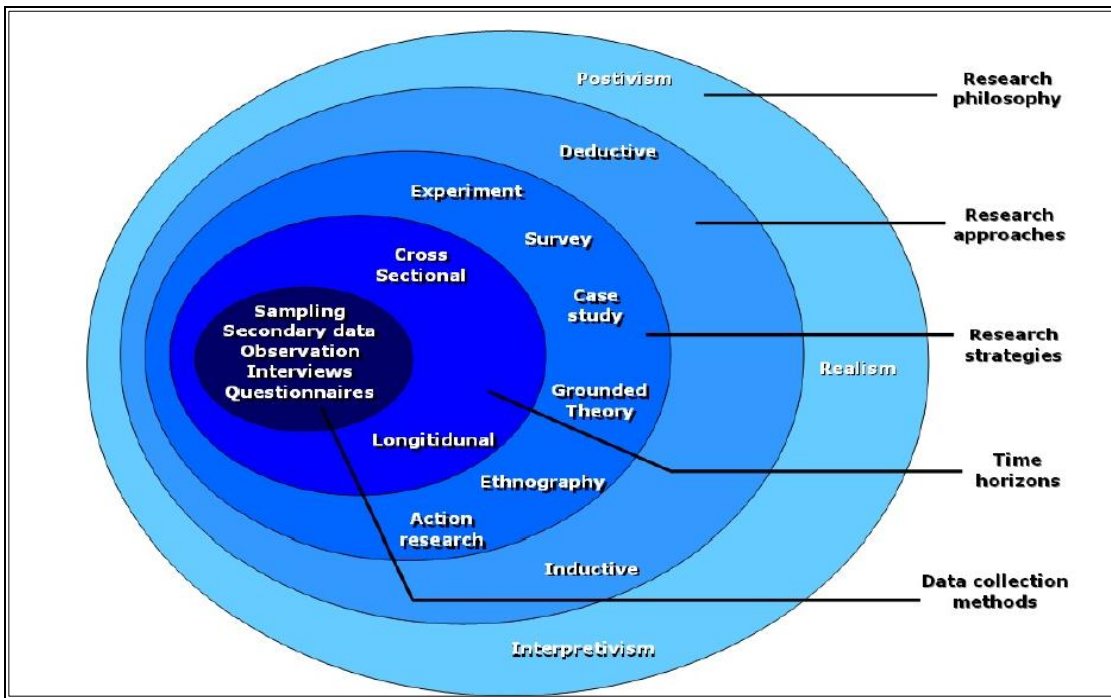 Postivism
Research
philosophy
Deductive
Experiment
Research
approaches
Survey
Cross
Sectional
Case
study
Sampling
Secondary data
Observation
Interviews
Questionnaires
Research
strategies
Realism
Grounded
Theory
Longitidunal
Time
horizons
Ethnography
Action
research
Inductive
Data collection
methods
Interpretivism